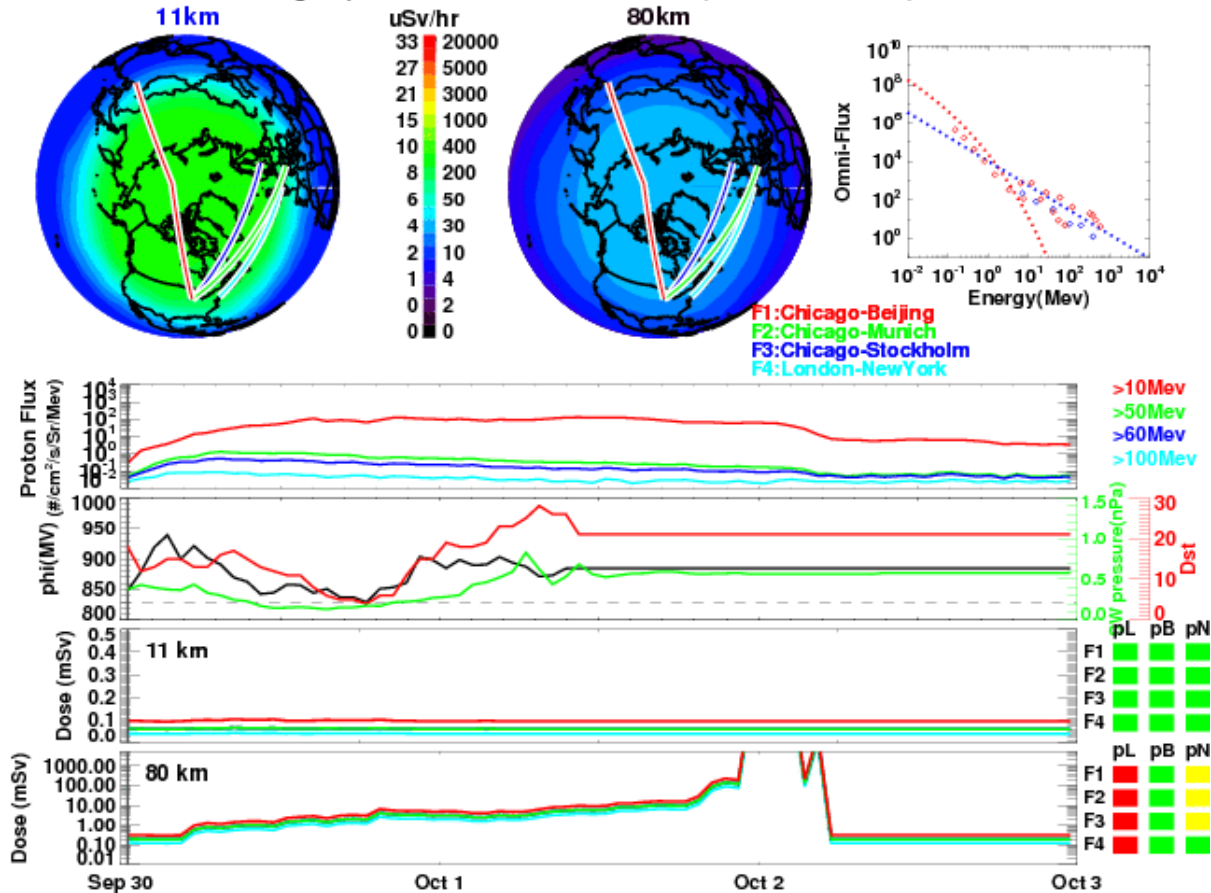 11km
uSv/hr
80km
33 20000
27 5000
21 3000
15 1000
10 400
8 200
6 50
4 30
2 10
1 4
0 2
0 0
Omni-Flux
10^10
10^8
10^6
10^4
10^2
10^0
10^-2 10^-1 10^0 10^1 10^2 10^3 10^4
Energy(Mev)
F1:Chicago-Beijing
F2:Chicago-Munich
F3:Chicago-Stockholm
F4:London-NewYork
Proton Flux
(#/cm²/s/Sr/Mev)
>10Mev
>50Mev
>60Mev
>100Mev
phi(MV)
1000
950
900
850
800
1.5
1.0
0.5
0.0
SW pressure(nPa)
30
20
10
0
Dst
Dose (mSv)
0.5
0.4
0.3
0.2
0.1
0.0
11 km
pL pB pN
F1
F2
F3
F4
Dose (mSv)
1000.00
100.00
10.00
1.00
0.10
0.01
80 km
pL pB pN
F1
F2
F3
F4
Sep 30 Oct 1 Oct 2 Oct 3